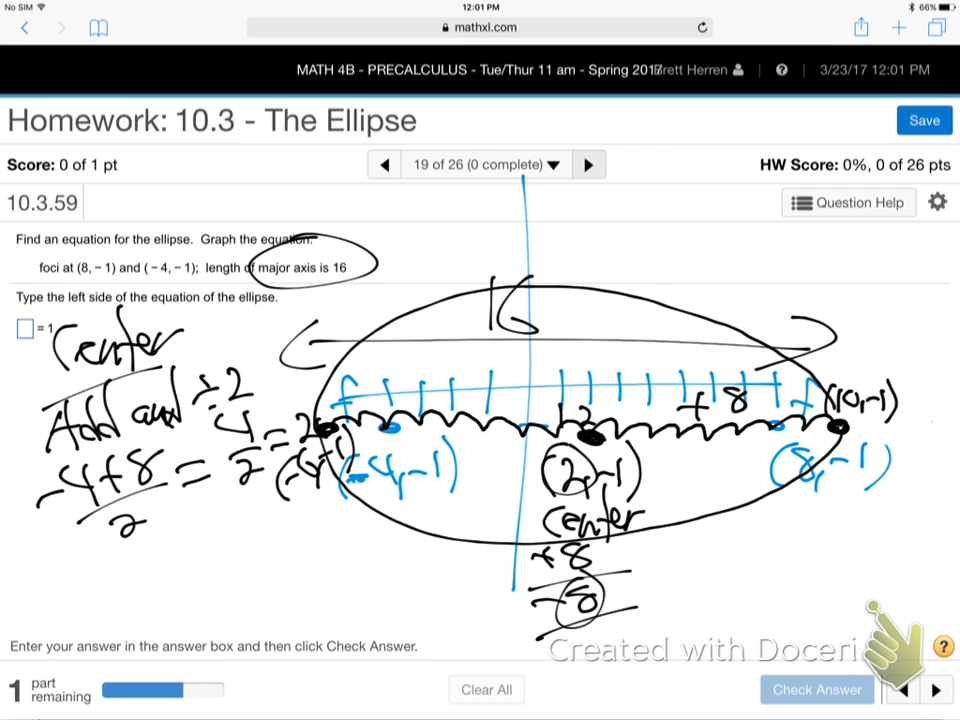 No SIM
12:01 PM
66%
mathxl.com
MATH 4B - PRECALCULUS - Tue/Thur 11 am - Spring 2017
rett Herren
3/23/17 12:01 PM
Homework: 10.3 - The Ellipse
Save
Score: 0 of 1 pt
19 of 26 (0 complete)
HW Score: 0%, 0 of 26 pts
10.3.59
Question Help
Find an equation for the ellipse. Graph the equation.
foci at (8, − 1) and ( − 4, − 1); length of major axis is 16
Type the left side of the equation of the ellipse.
= 1
16
Center
Add and ÷ 2
-4+8/2 = 4/2 = 2
f
f
+ 8
(10,-1)
(-4,-1)
(2,-1)
(8,-1)
Center
+ 8
- 8
Created with Doceri
Enter your answer in the answer box and then click Check Answer.
?
1 part remaining
Clear All
Check Answer